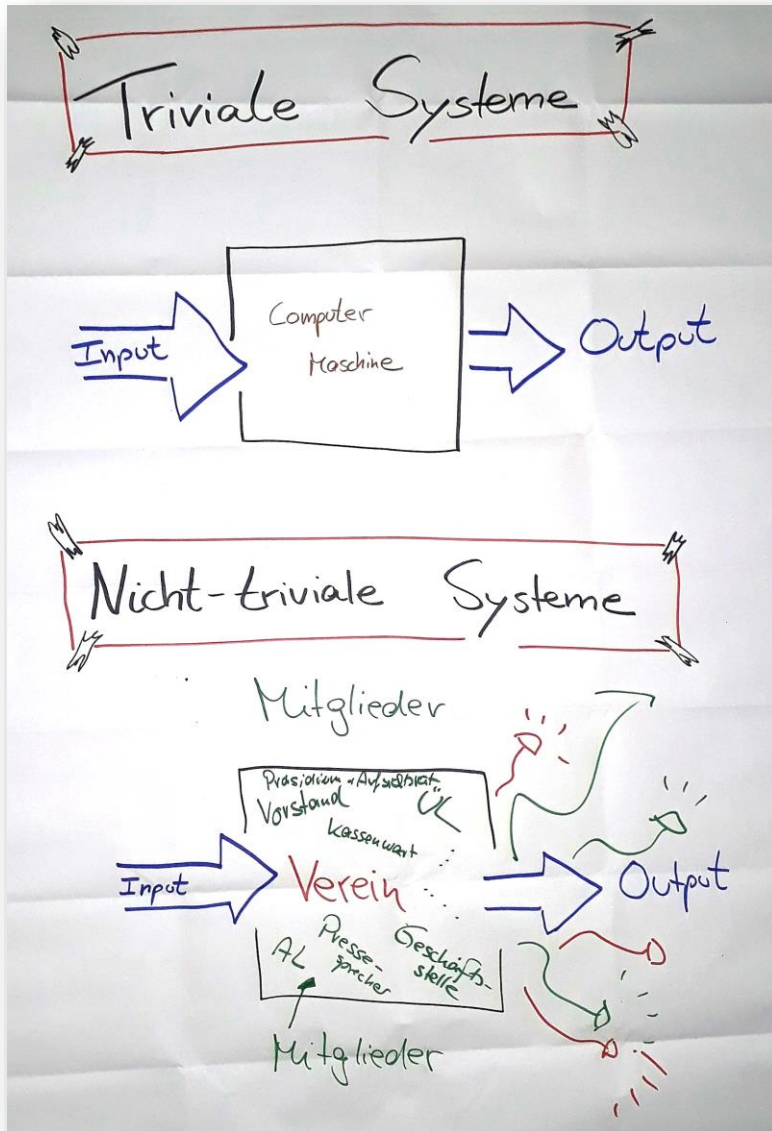 Triviale Systeme
Computer
Maschine
Input
Output
Nicht-triviale Systeme
Mitglieder
Präsidium + Aufsichtsrat
Vorstand
ÜL
Kassenwart
Input
Verein
Output
AL
Presse-
sprecher
Geschäfts-
stelle
Mitglieder